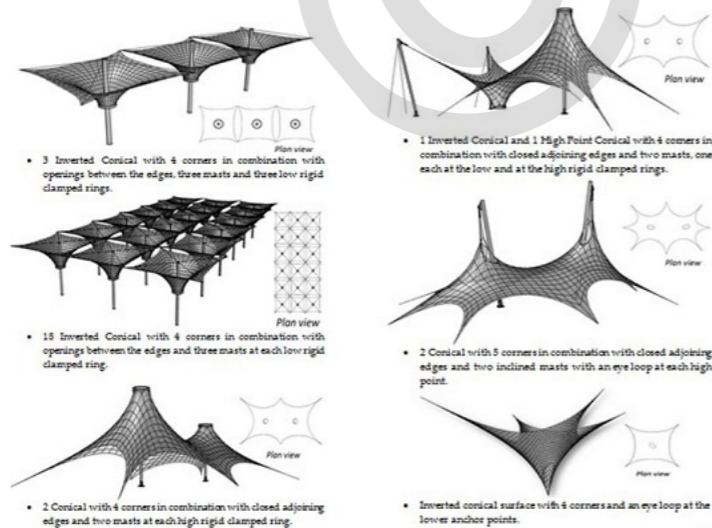 Plan view
• 3 Inverted Conical with 4 corners in combination with
openings between the edges, three masts and three low rigid
clamped rings.
Plan view
• 15 Inverted Conical with 4 corners in combination with
openings between the edges and three masts at each low rigid
clamped ring.
Plan view
• 2 Conical with 4 corners in combination with closed adjoining
edges and two masts at each high rigid clamped ring.
Plan view
• 1 Inverted Conical and 1 High Point Conical with 4 corners in
combination with closed adjoining edges and two masts, one
each at the low and at the high rigid clamped rings.
Plan view
• 2 Conical with 5 corners in combination with closed adjoining
edges and two inclined masts with an eye loop at each high
point.
Plan view
• Inverted conical surface with 4 corners and an eye loop at the
lower anchor points.